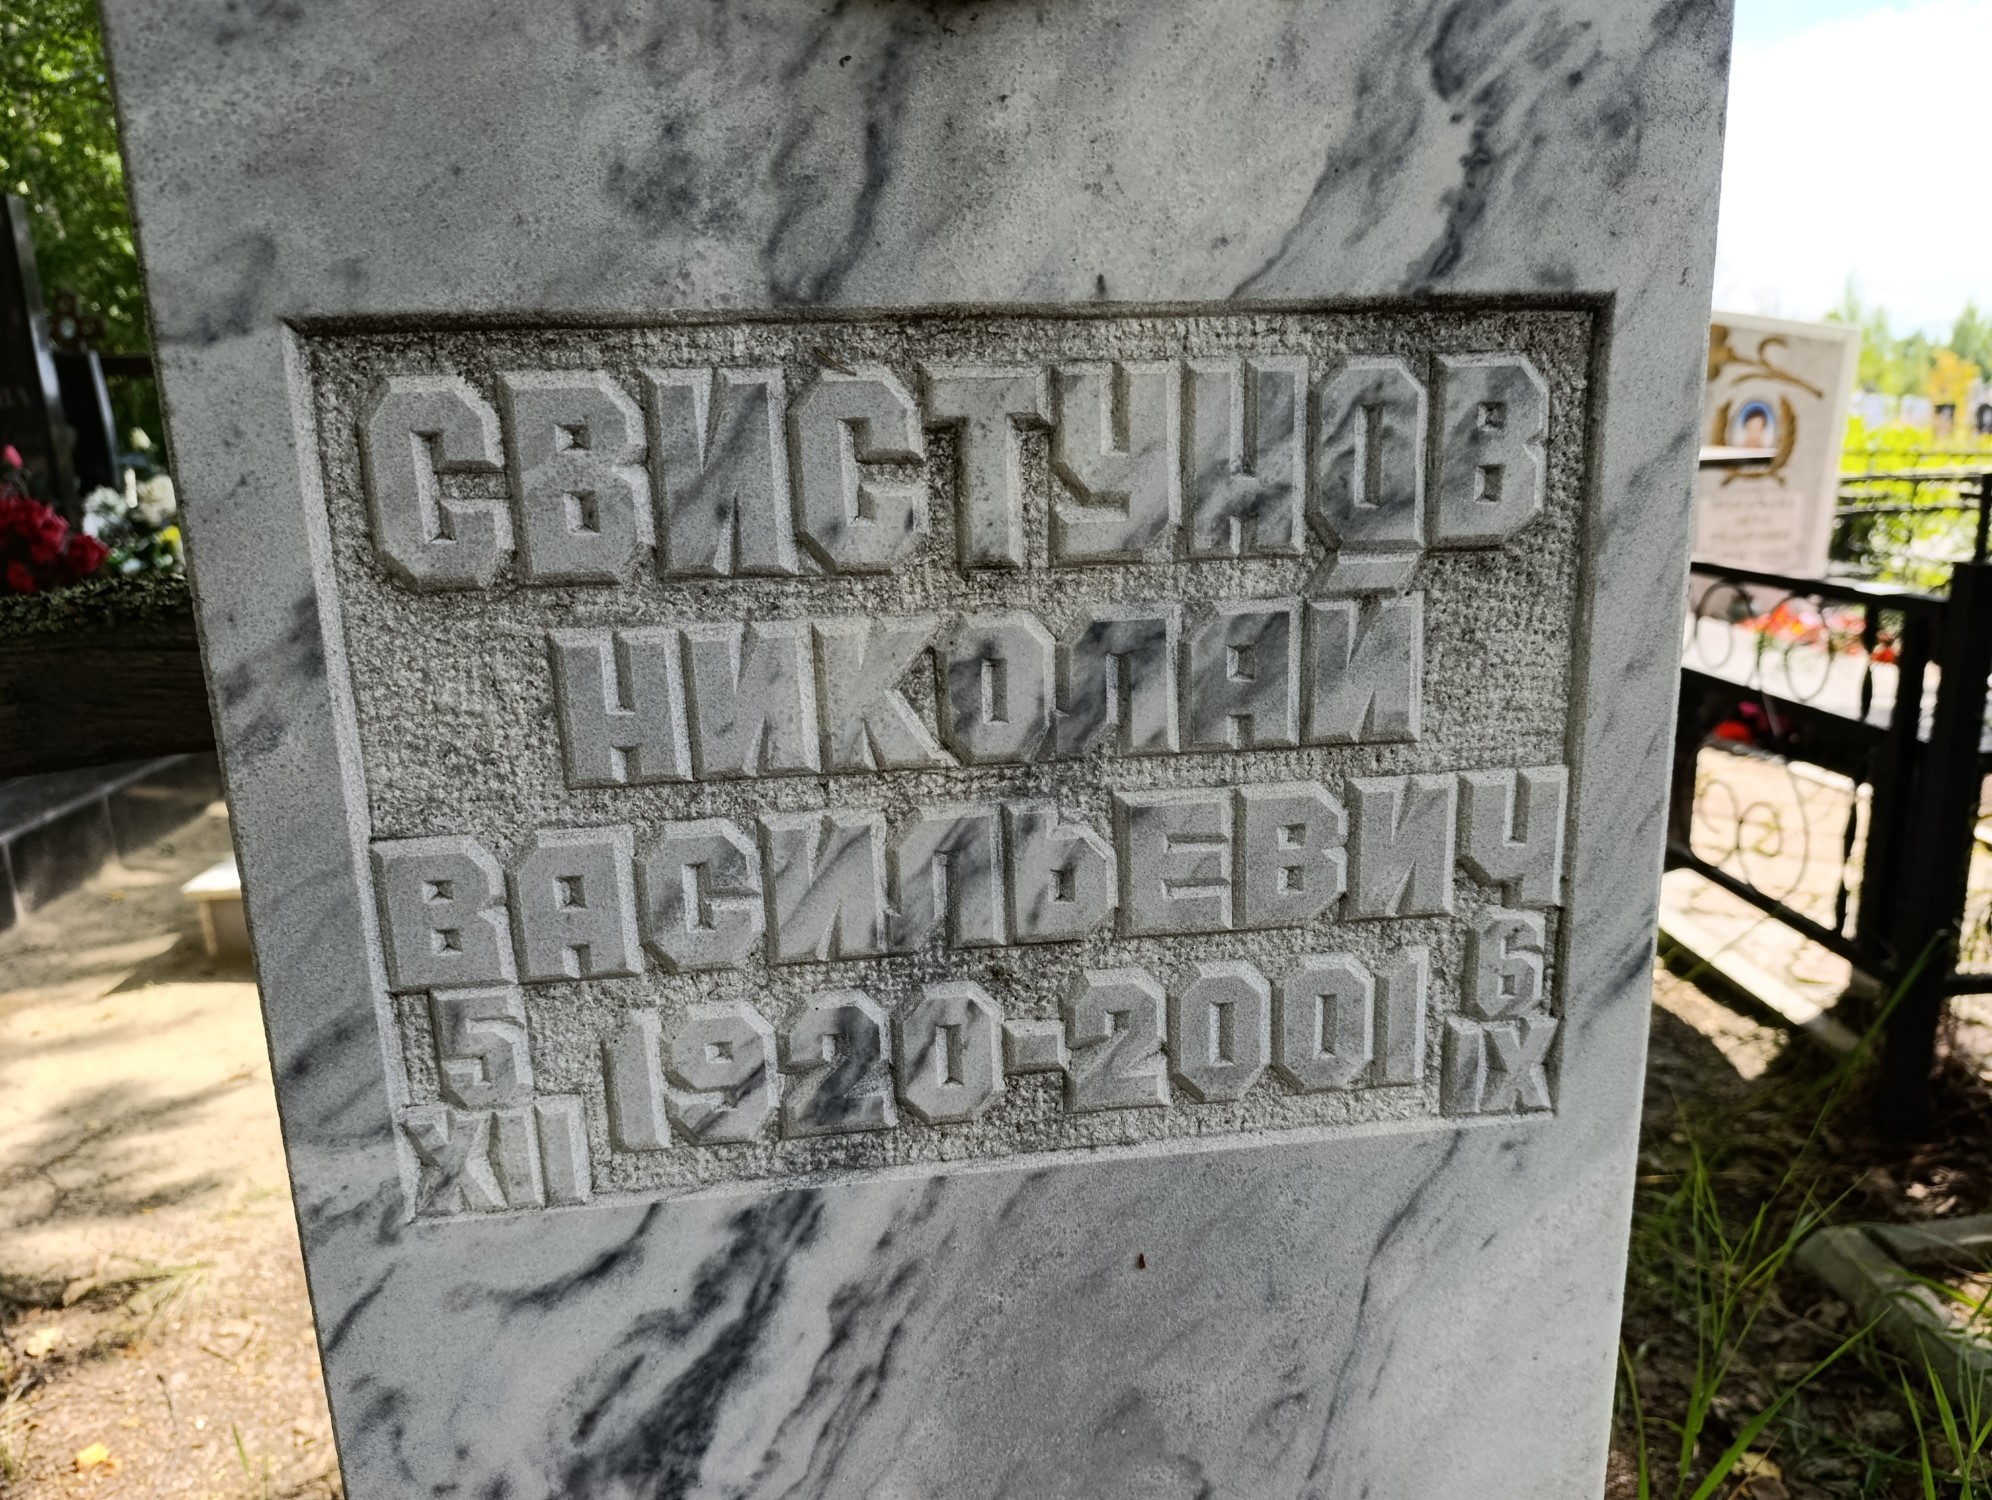 СВИСТУНОВ
НИКОЛАЙ
ВАСИЛЬЕВИЧ
5 XII 1920-2001 6 IX